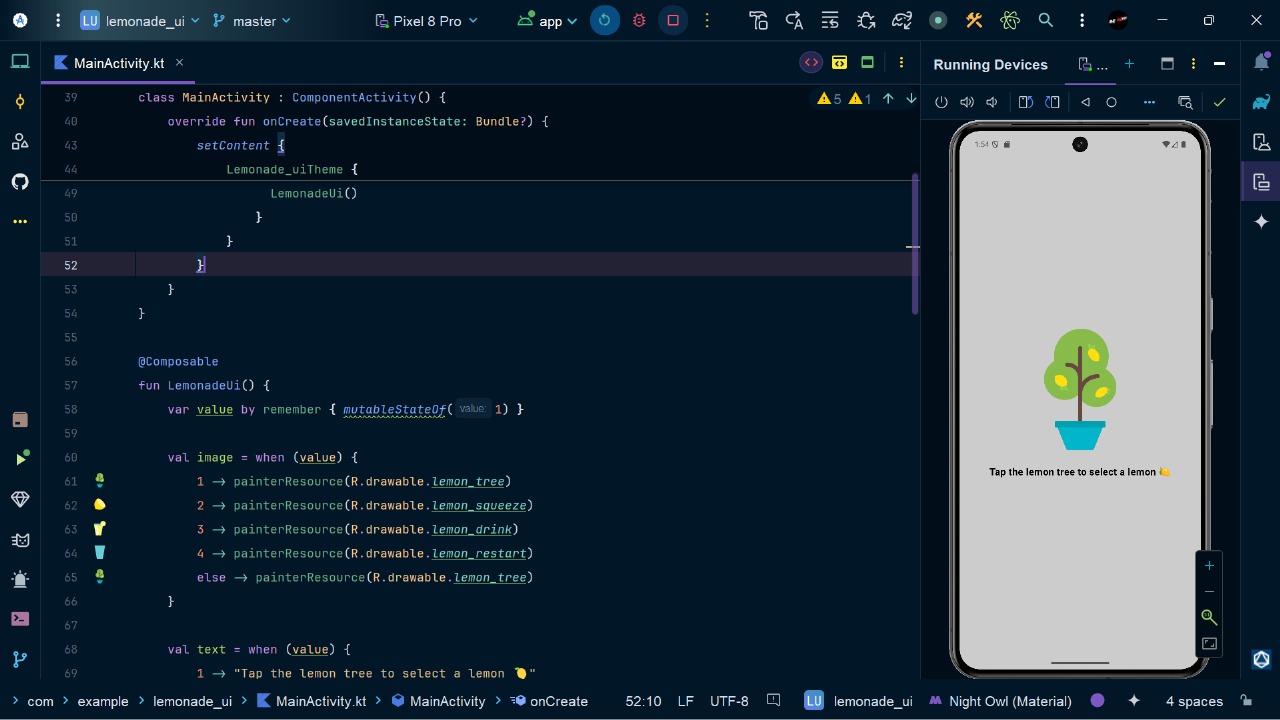 LU lemonade_ui master Pixel 8 Pro app
MainActivity.kt
5 1
Running Devices ...
39 class MainActivity : ComponentActivity() {
40 override fun onCreate(savedInstanceState: Bundle?) {
43 setContent {
44 Lemonade_uiTheme {
49 LemonadeUi()
50 }
51 }
52 }
53 }
54 }
55
56 @Composable
57 fun LemonadeUi() {
58 var value by remember { mutableStateOf( value: 1) }
59
60 val image = when (value) {
61 1 -> painterResource(R.drawable.lemon_tree)
62 2 -> painterResource(R.drawable.lemon_squeeze)
63 3 -> painterResource(R.drawable.lemon_drink)
64 4 -> painterResource(R.drawable.lemon_restart)
65 else -> painterResource(R.drawable.lemon_tree)
66 }
67
68 val text = when (value) {
69 1 -> "Tap the lemon tree to select a lemon 🍋"
1:54
Tap the lemon tree to select a lemon 🍋
com > example > lemonade_ui > MainActivity.kt > MainActivity > onCreate 52:10 LF UTF-8 LU lemonade_ui Night Owl (Material) 4 spaces